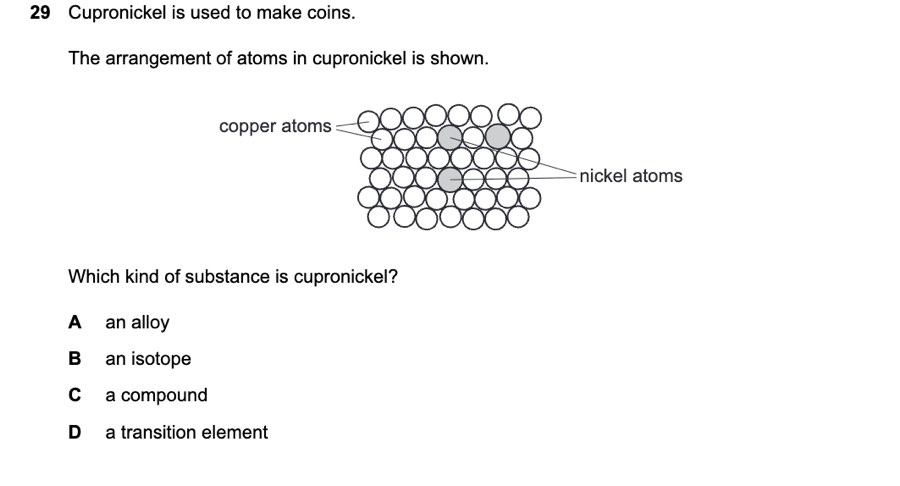 29 Cupronickel is used to make coins.
The arrangement of atoms in cupronickel is shown.
copper atoms
nickel atoms
Which kind of substance is cupronickel?
A an alloy
B an isotope
C a compound
D a transition element